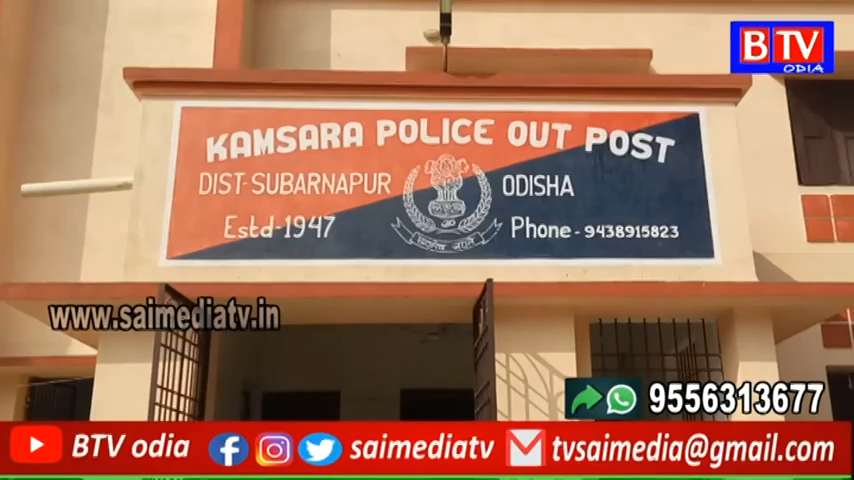 BTV
ODIA
KAMSARA POLICE OUT POST
DIST-SUBARNAPUR
ODISHA
Estd-1947
Phone-9438915823
www.saimediatv.in
9556313677
BTV odia
saimediatv
tvsaimedia@gmail.com